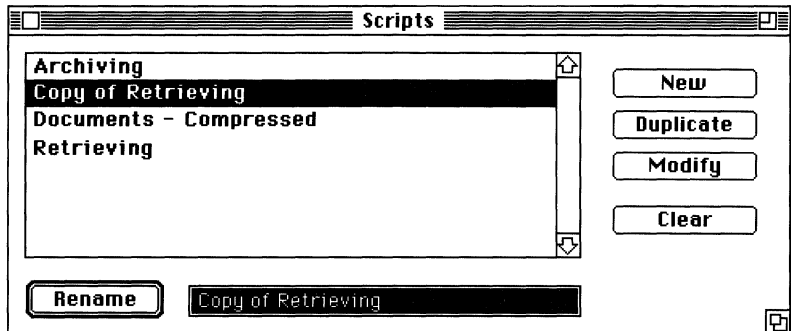 Scripts
Archiving
Copy of Retrieving
Documents - Compressed
Retrieving
New
Duplicate
Modify
Clear
Rename
Copy of Retrieving